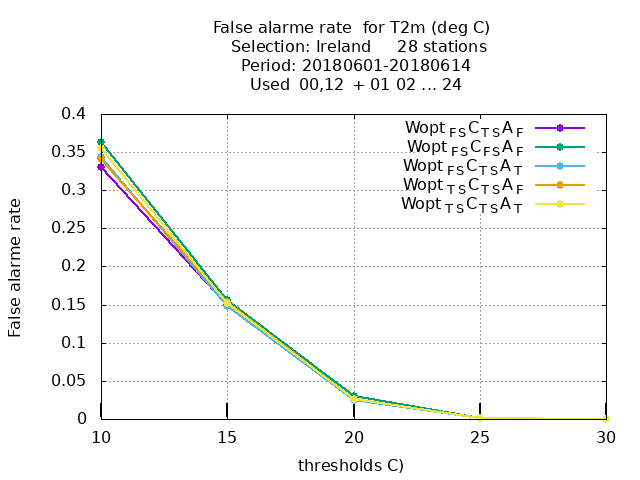 False alarme rate  for T2m (deg C)
Selection: Ireland     28 stations
Period: 20180601-20180614
Used  00,12  + 01 02 ... 24
Wopt FS C TS A F
Wopt FS C FS A F
Wopt FS C TS A T
Wopt TS C TS A F
Wopt TS C TS A T
0.4
0.35
0.3
0.25
0.2
0.15
0.1
0.05
0
False alarme rate
10 15 20 25 30
thresholds C)